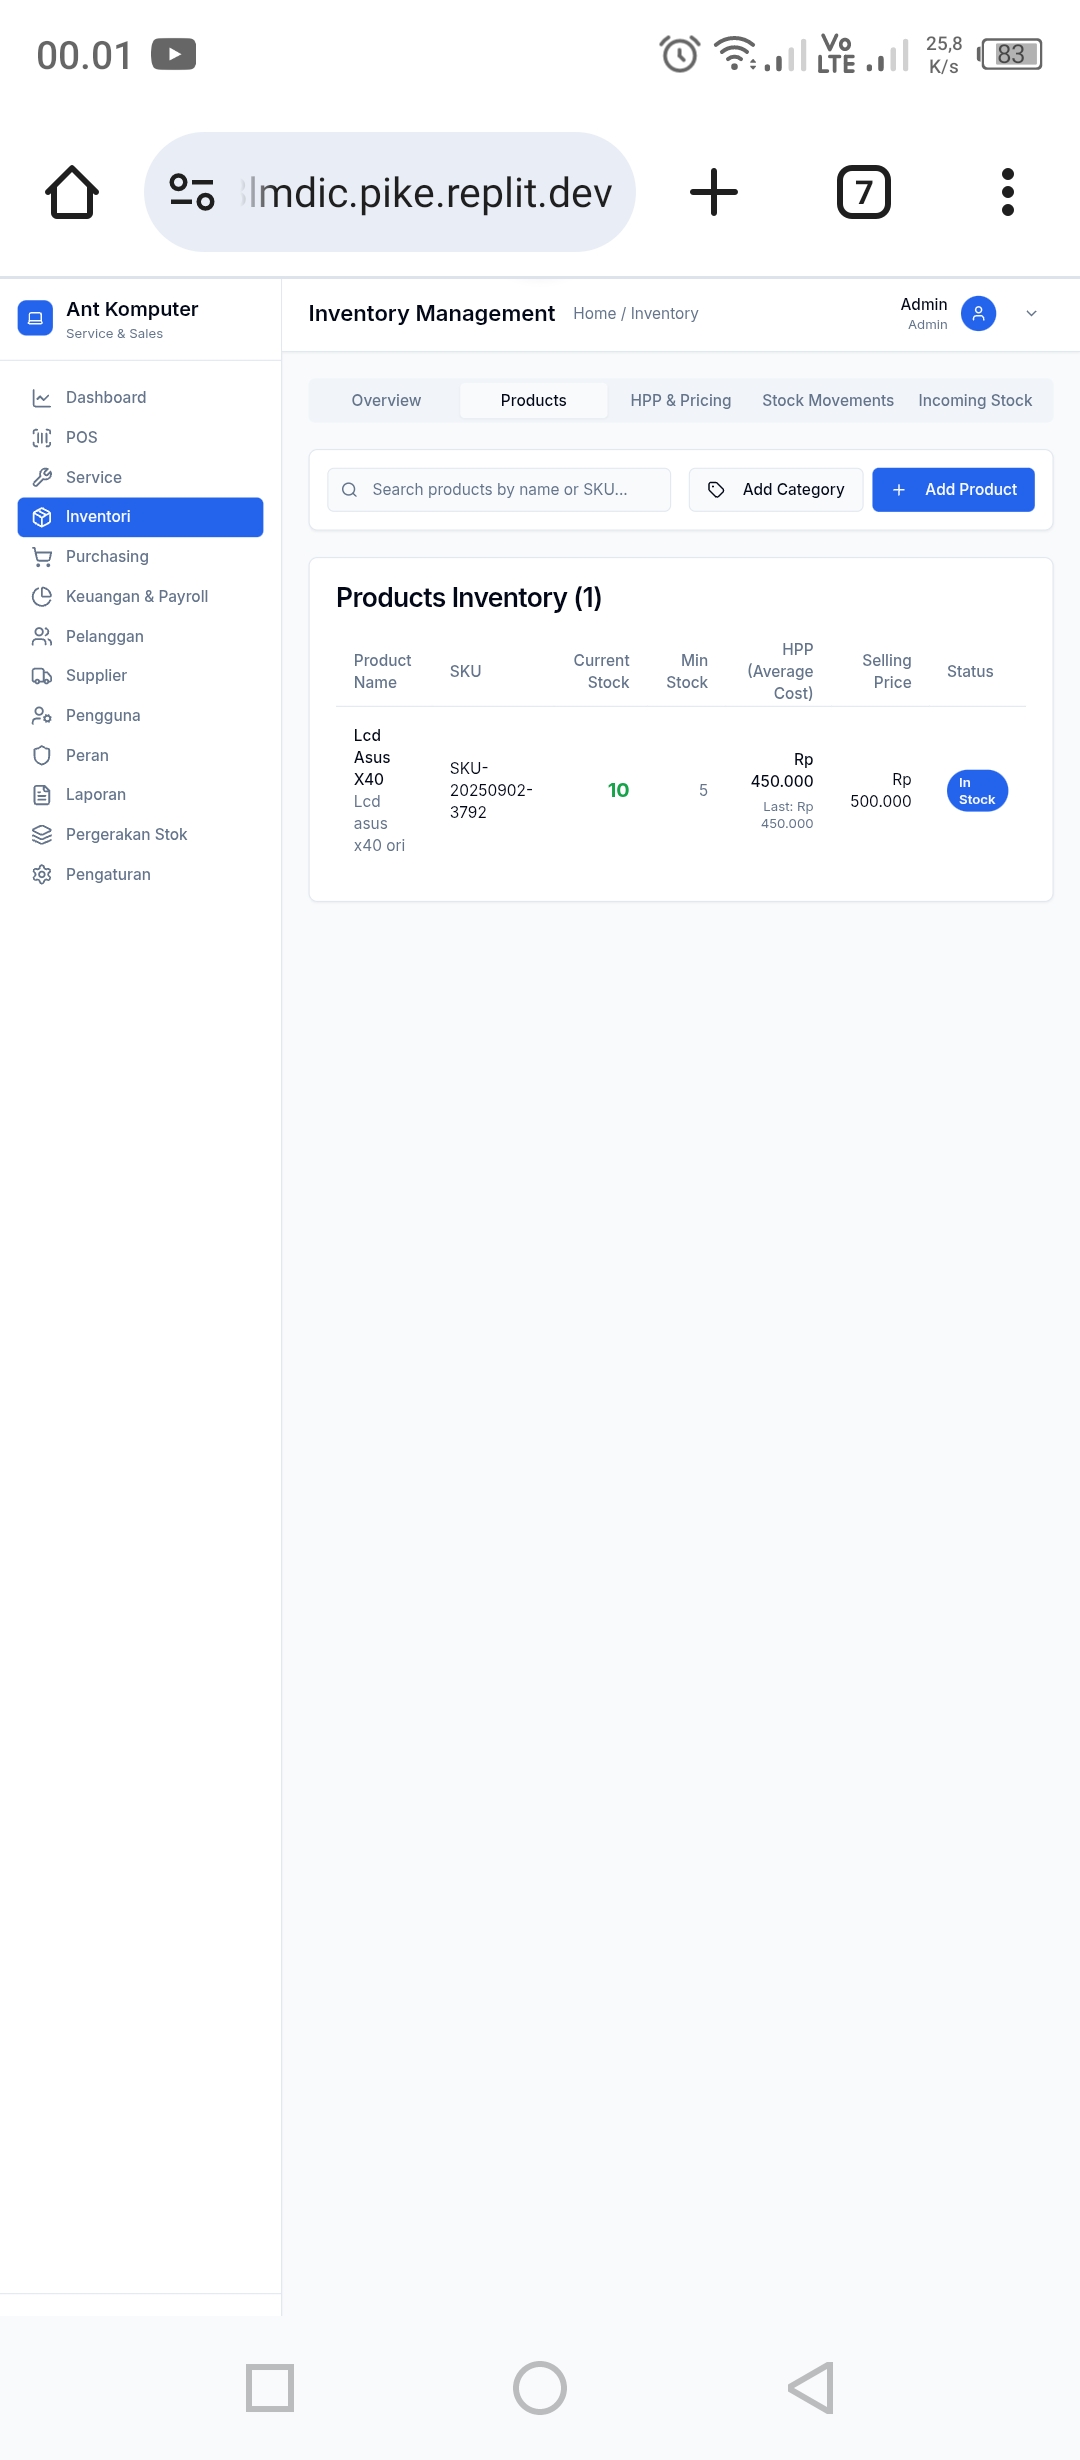 00.01
Vo LTE
25,8 K/s
83
lmdic.pike.replit.dev
7
Ant Komputer
Service & Sales
Inventory Management
Home / Inventory
Admin
Admin
Dashboard
POS
Service
Inventori
Purchasing
Keuangan & Payroll
Pelanggan
Supplier
Pengguna
Peran
Laporan
Pergerakan Stok
Pengaturan
Overview
Products
HPP & Pricing
Stock Movements
Incoming Stock
Search products by name or SKU...
Add Category
Add Product
Products Inventory (1)
Product
Name
SKU
Current
Stock
Min
Stock
HPP
(Average
Cost)
Selling
Price
Status
Lcd
Asus
X40
Lcd
asus
x40 ori
SKU-
20250902-
3792
10
5
Rp
450.000
Last: Rp
450.000
Rp
500.000
In
Stock